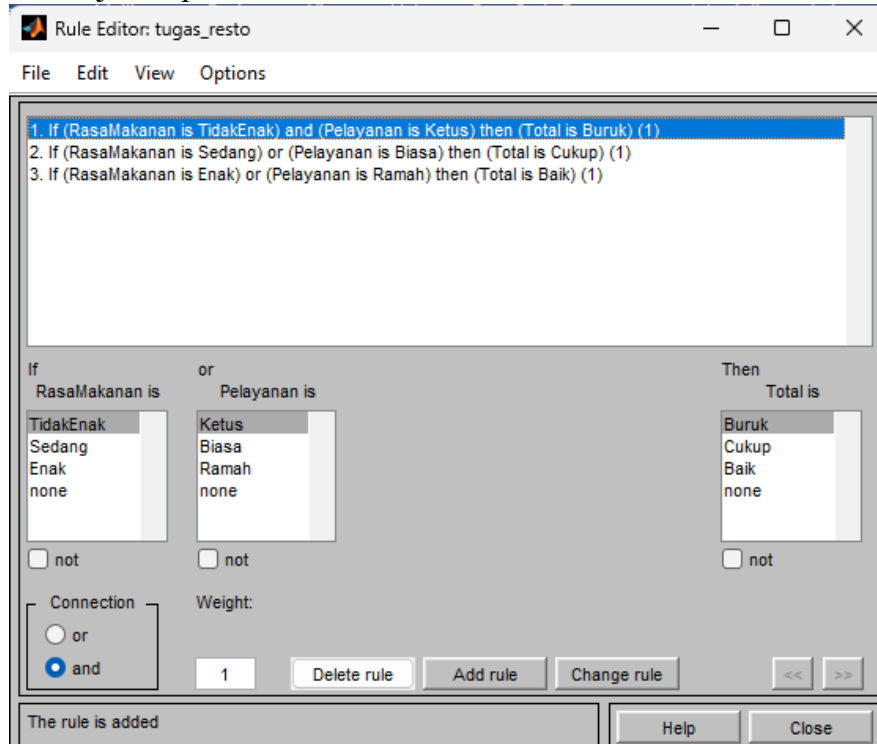 Rule Editor: tugas_resto
File Edit View Options
1. If (RasaMakanan is TidakEnak) and (Pelayanan is Ketus) then (Total is Buruk) (1)
2. If (RasaMakanan is Sedang) or (Pelayanan is Biasa) then (Total is Cukup) (1)
3. If (RasaMakanan is Enak) or (Pelayanan is Ramah) then (Total is Baik) (1)
If or Then
RasaMakanan is Pelayanan is Total is
TidakEnak Ketus Buruk
Sedang Biasa Cukup
Enak Ramah Baik
none none none
not not not
Connection Weight:
or
and 1 Delete rule Add rule Change rule << >>
The rule is added Help Close